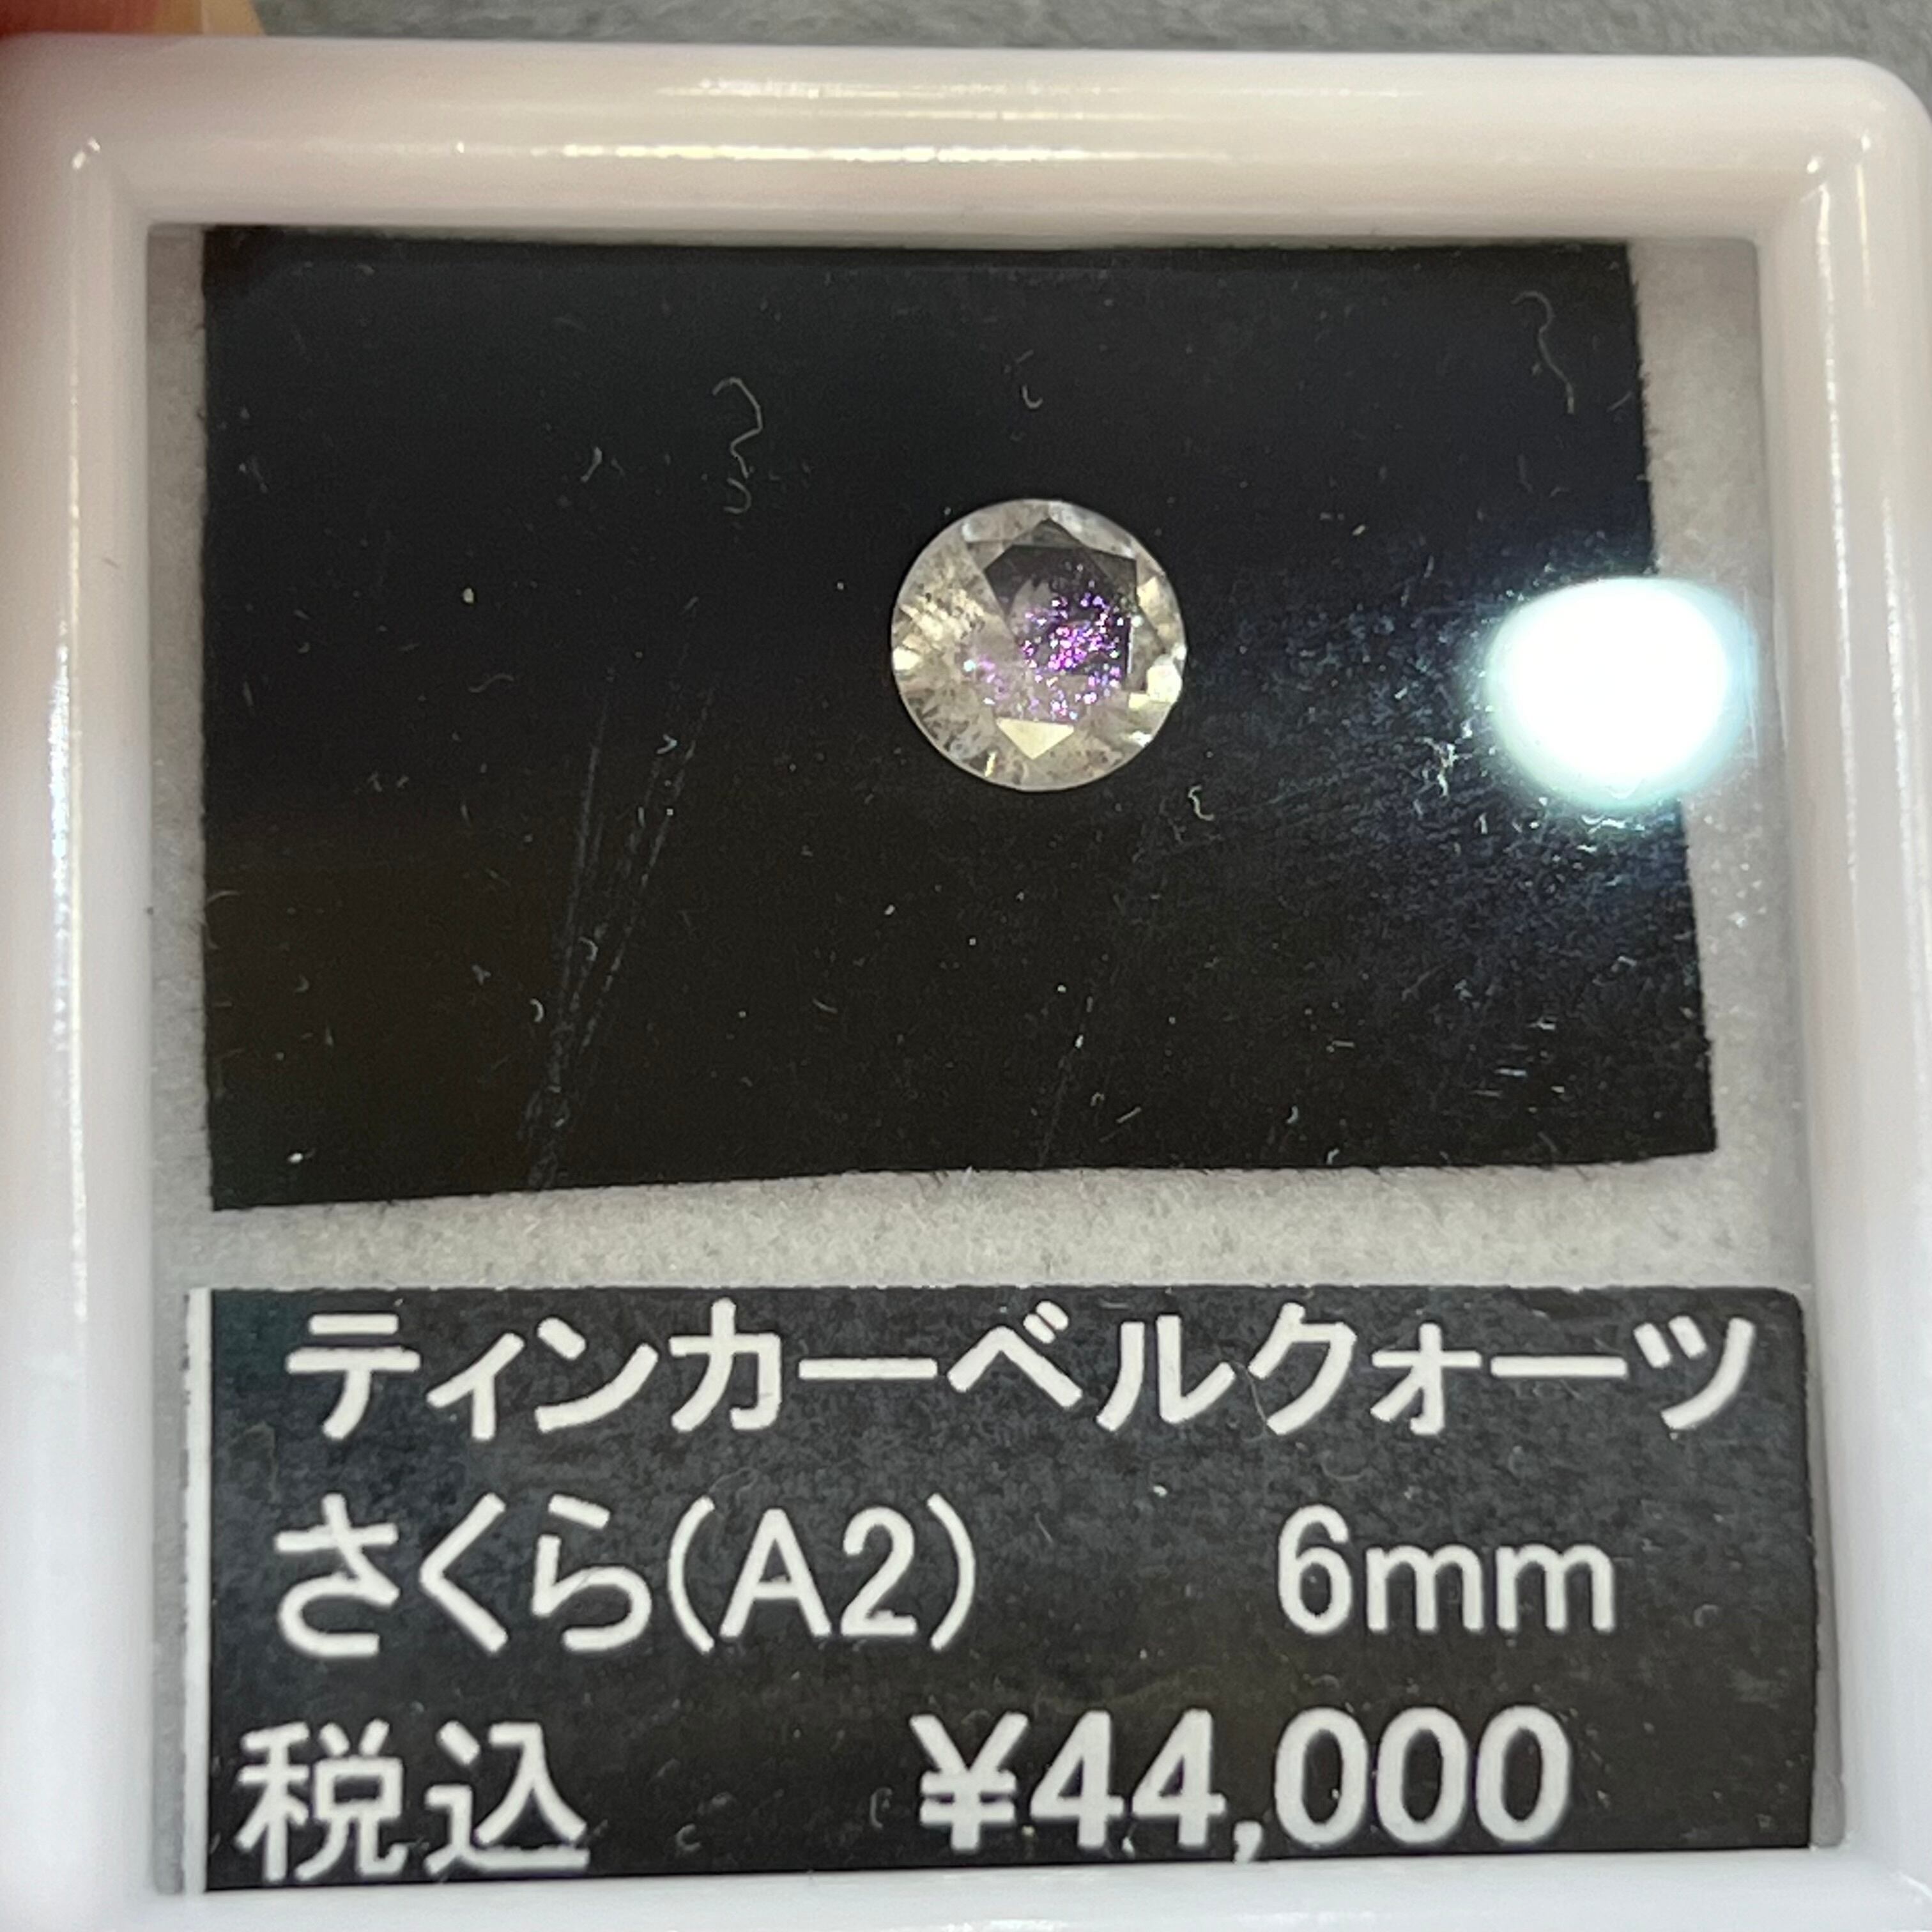 ティンカーベルクォーツ
さくら(A2) 6mm
税込 ¥44,000